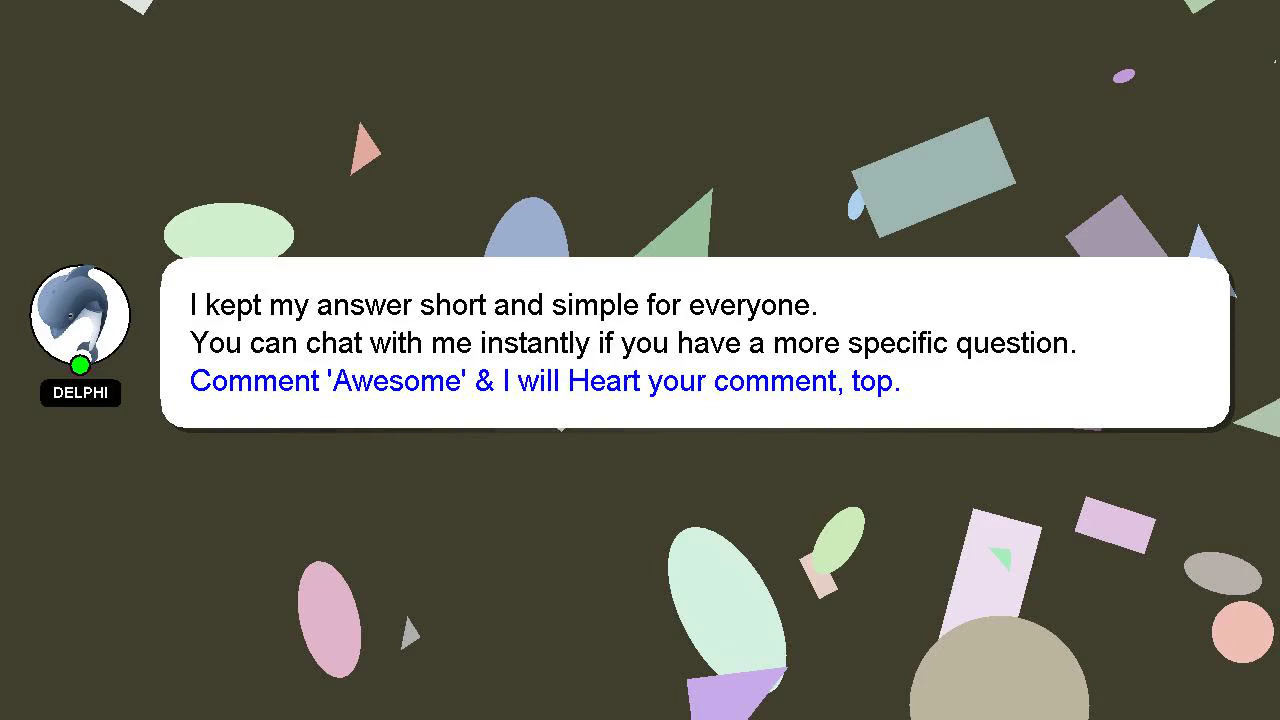 I kept my answer short and simple for everyone.
You can chat with me instantly if you have a more specific question.
Comment 'Awesome' & I will Heart your comment, top.
DELPHI